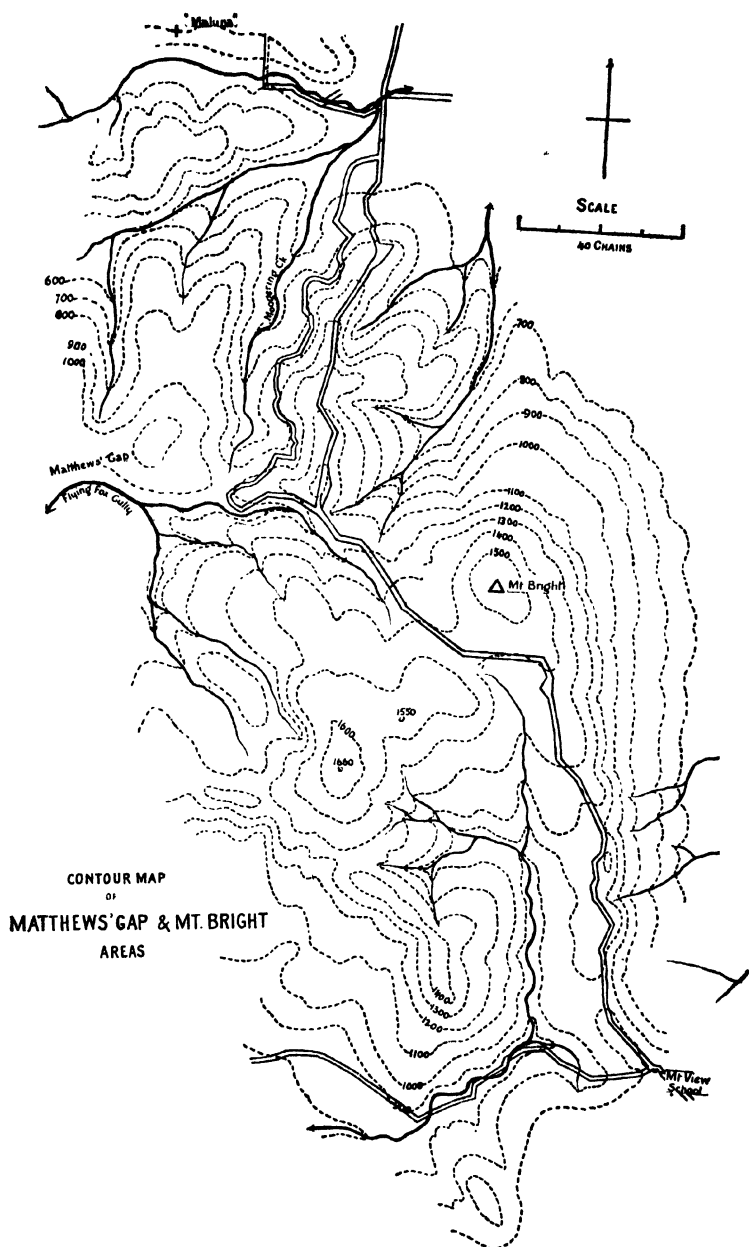 "Maluna"
SCALE
40 CHAINS
600
700
800
900
1000
700
800
900
1000
1100
1200
1300
1400
1500
Mt Bright
Matthews' Gap
Flying Fox Gully
1550
1600
1660
CONTOUR MAP
OF
MATTHEWS' GAP & MT. BRIGHT
AREAS
1400
1300
1200
1100
1000
Mt View
School